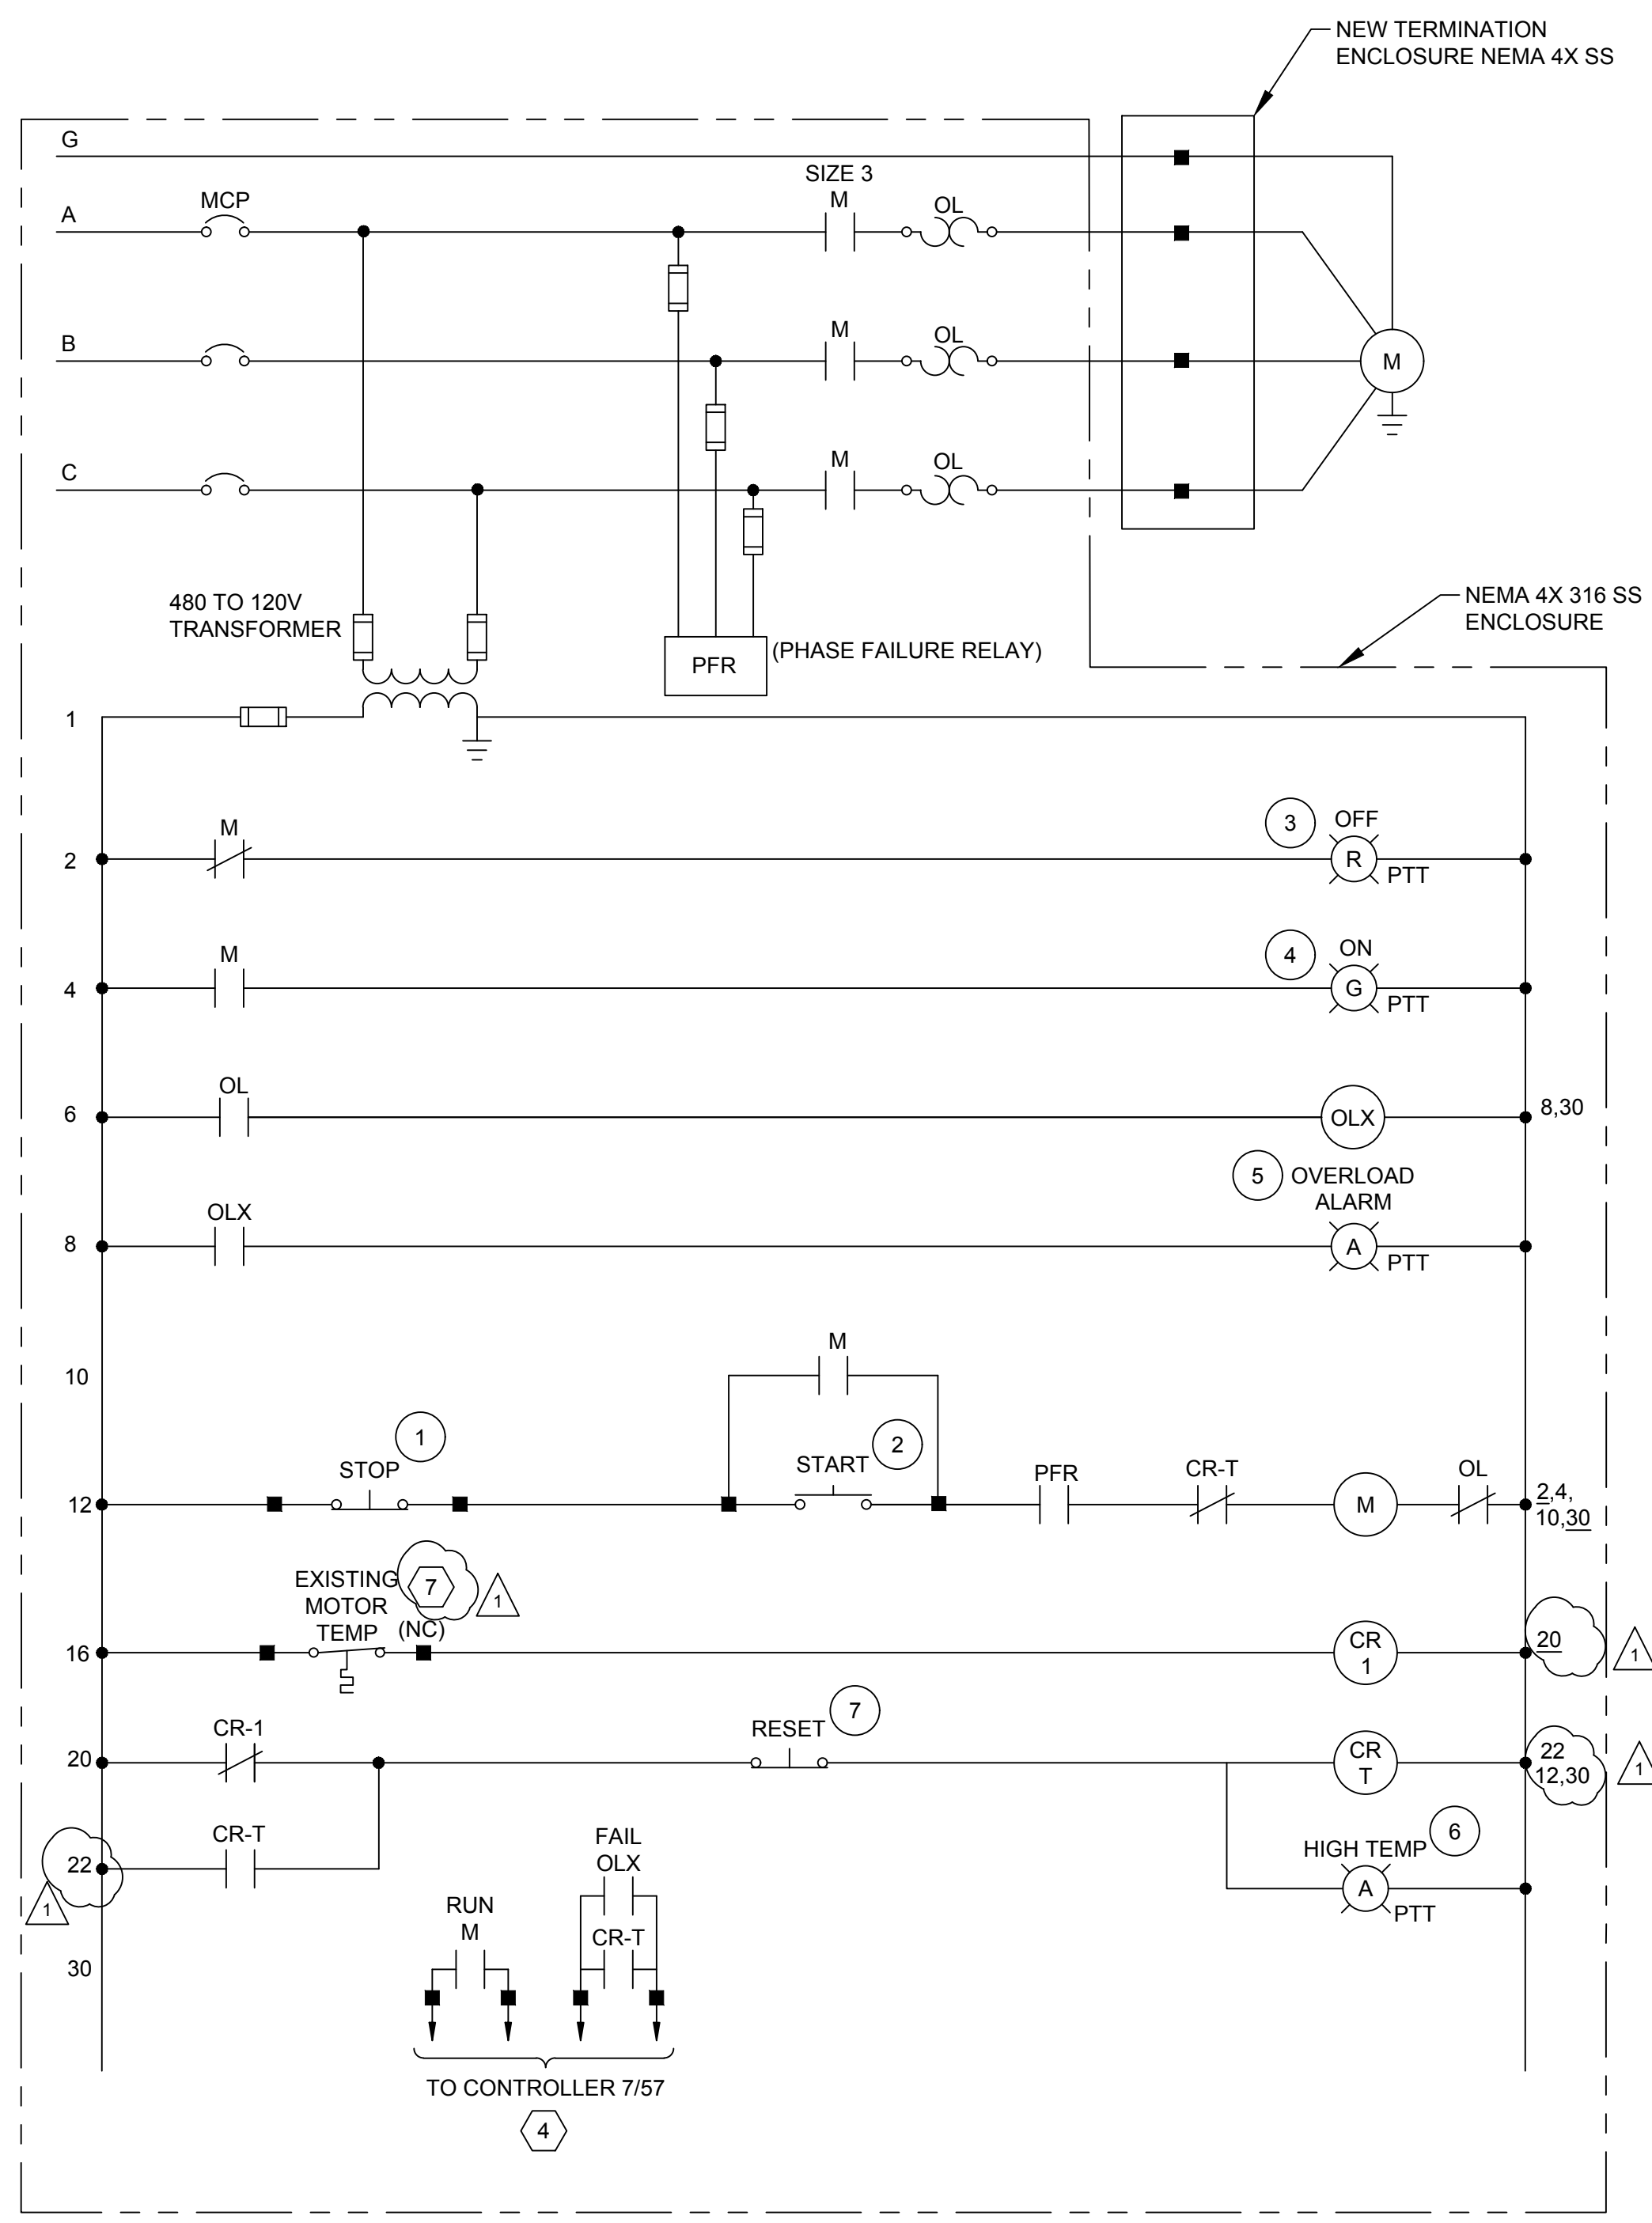 NEW TERMINATION
ENCLOSURE NEMA 4X SS
G
SIZE 3
A
MCP
M
OL
B
M
OL
M
C
M
OL
480 TO 120V
TRANSFORMER
NEMA 4X 316 SS
ENCLOSURE
PFR
(PHASE FAILURE RELAY)
1
3
OFF
M
2
R
PTT
4
ON
M
4
G
PTT
OL
6
OLX
8,30
5
OVERLOAD
ALARM
OLX
8
A
PTT
M
10
1
2
STOP
START
PFR
CR-T
OL
12
M
2,4,
10,30
EXISTING
MOTOR
TEMP
(NC)
7
1
16
CR
1
20
1
7
CR-1
RESET
20
CR
T
22
12,30
1
CR-T
FAIL
OLX
HIGH TEMP
6
22
1
A
PTT
RUN
M
CR-T
30
TO CONTROLLER 7/57
4